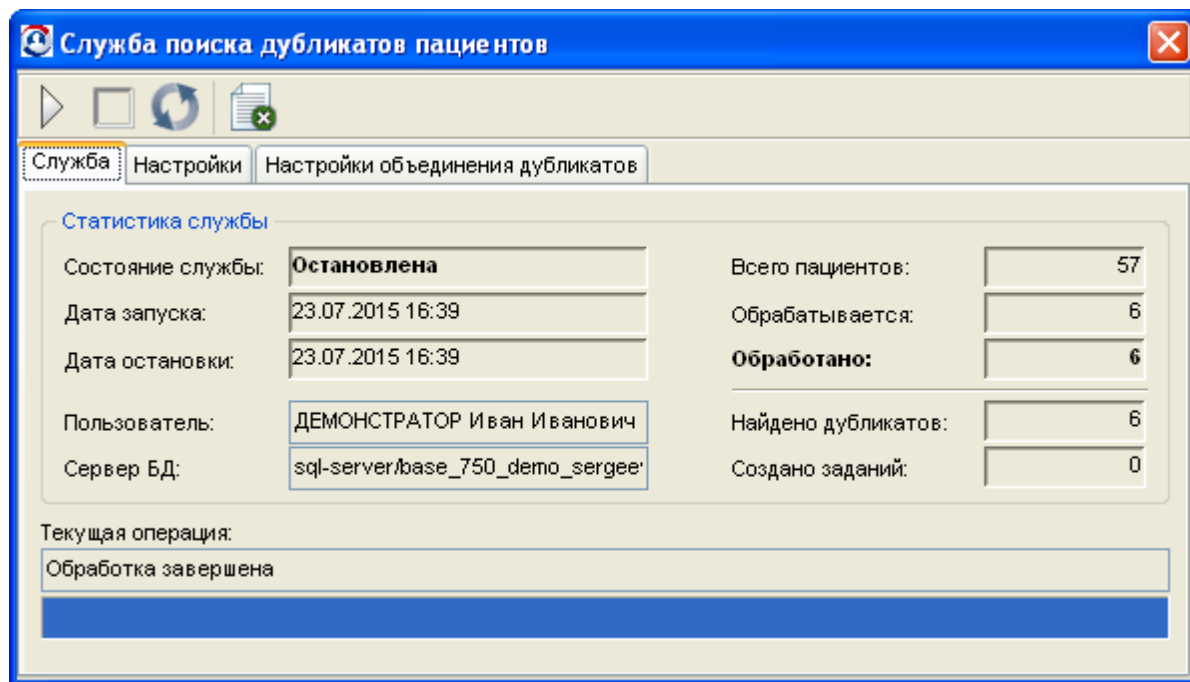 Служба поиска дубликатов пациентов
Служба
Настройки
Настройки объединения дубликатов
Статистика службы
Состояние службы: Остановлена
Всего пациентов: 57
Дата запуска: 23.07.2015 16:39
Обрабатывается: 6
Дата остановки: 23.07.2015 16:39
Обработано: 6
Пользователь: ДЕМОНСТРАТОР Иван Иванович
Найдено дубликатов: 6
Сервер БД: sql-server/base_750_demo_sergee
Создано заданий: 0
Текущая операция:
Обработка завершена